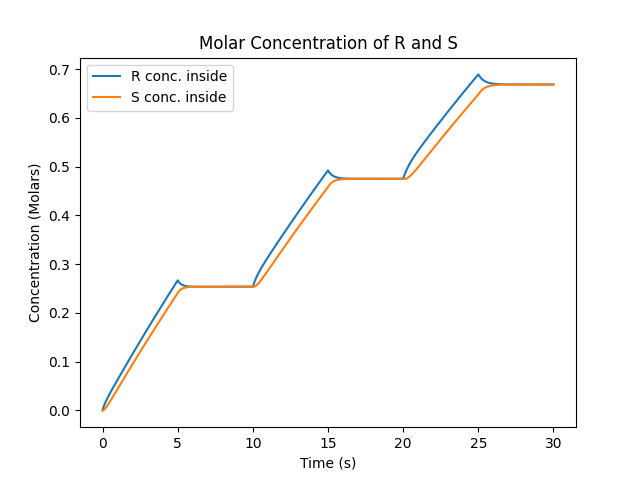 Molar Concentration of R and S
R conc. inside
S conc. inside
0.7
0.6
0.5
0.4
0.3
0.2
0.1
0.0
Concentration (Molars)
0 5 10 15 20 25 30
Time (s)